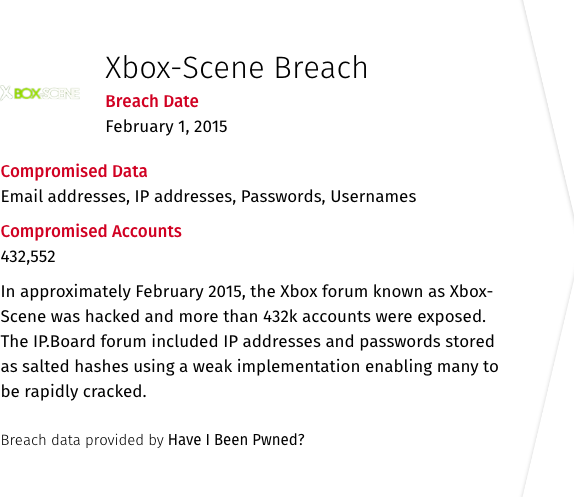 Xbox-Scene Breach
XBOX-SCENE
Breach Date
February 1, 2015
Compromised Data
Email addresses, IP addresses, Passwords, Usernames
Compromised Accounts
432,552
In approximately February 2015, the Xbox forum known as Xbox-
Scene was hacked and more than 432k accounts were exposed.
The IP.Board forum included IP addresses and passwords stored
as salted hashes using a weak implementation enabling many to
be rapidly cracked.
Breach data provided by Have I Been Pwned?